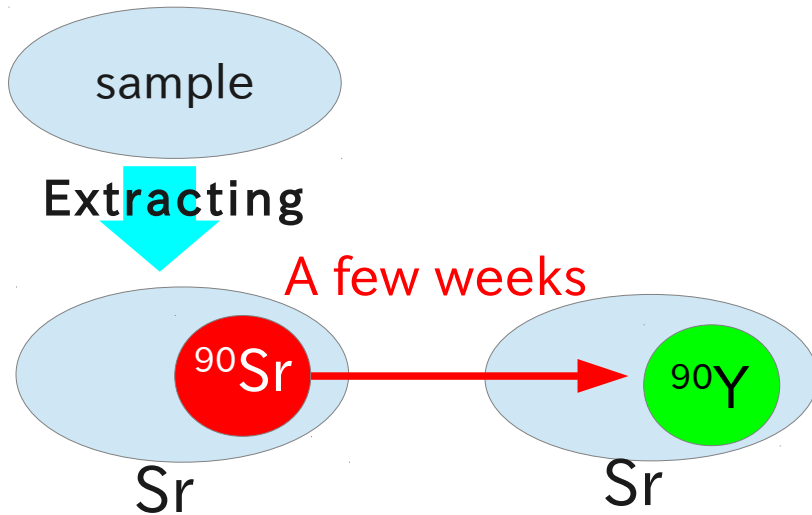 sample
Extracting
A few weeks
⁹⁰Sr
⁹⁰Y
Sr
Sr